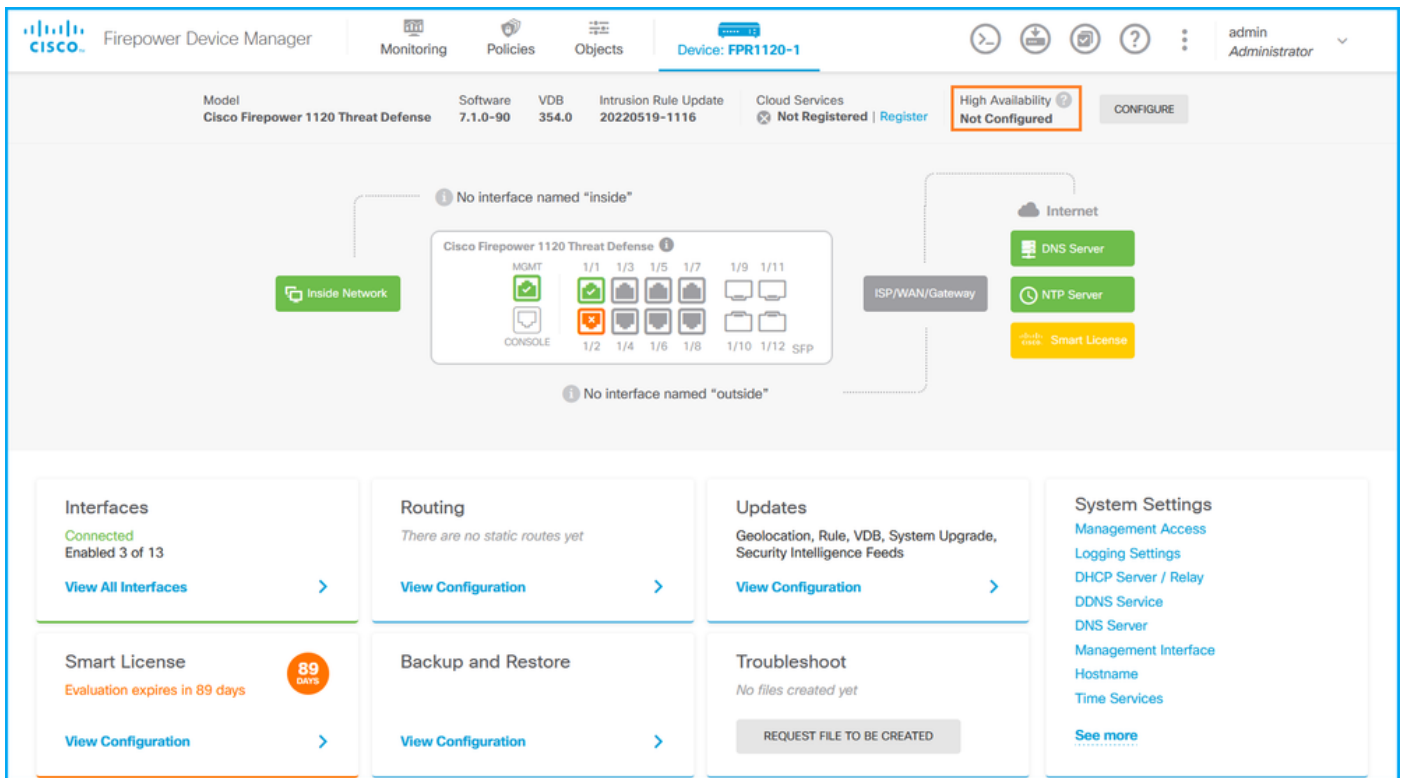 CISCO
Firepower Device Manager
Monitoring
Policies
Objects
Device: FPR1120-1
admin
Administrator
Model
Cisco Firepower 1120 Threat Defense
Software
7.1.0-90
VDB
354.0
Intrusion Rule Update
20220519-1116
Cloud Services
Not Registered | Register
High Availability ?
Not Configured
CONFIGURE
No interface named “inside”
Internet
Cisco Firepower 1120 Threat Defense
MGMT 1/1 1/3 1/5 1/7 1/9 1/11
CONSOLE 1/2 1/4 1/6 1/8 1/10 1/12 SFP
Inside Network
ISP/WAN/Gateway
DNS Server
NTP Server
Smart License
No interface named “outside”
Interfaces
Connected
Enabled 3 of 13
View All Interfaces
Routing
There are no static routes yet
View Configuration
Updates
Geolocation, Rule, VDB, System Upgrade,
Security Intelligence Feeds
View Configuration
System Settings
Management Access
Logging Settings
DHCP Server / Relay
DDNS Service
DNS Server
Management Interface
Hostname
Time Services
See more
Smart License
89
DAYS
Evaluation expires in 89 days
View Configuration
Backup and Restore
View Configuration
Troubleshoot
No files created yet
REQUEST FILE TO BE CREATED